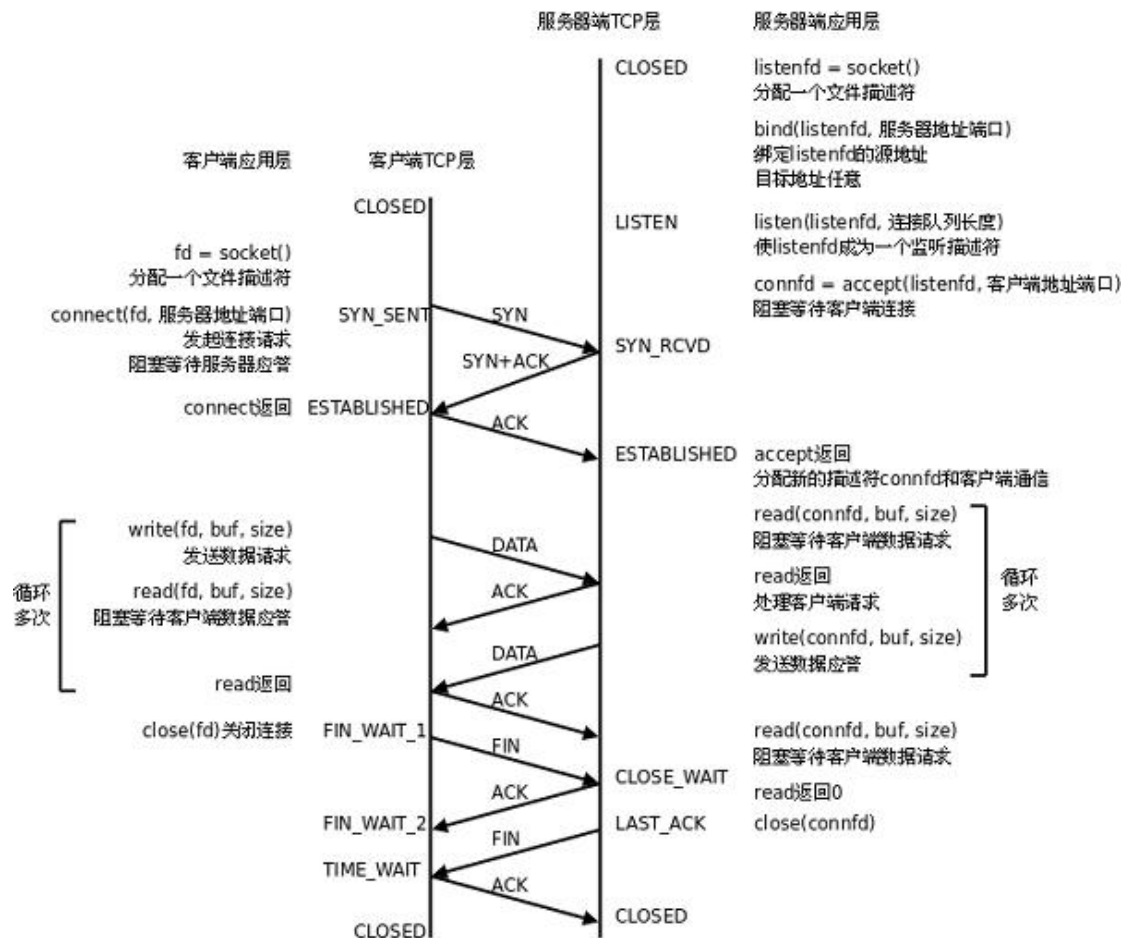 服务器端TCP层
服务器端应用层
CLOSED
listenfd = socket()
分配一个文件描述符
bind(listenfd, 服务器地址端口)
绑定listenfd的源地址
目标地址任意
客户端应用层
客户端TCP层
CLOSED
LISTEN
listen(listenfd, 连接队列长度)
使listenfd成为一个监听描述符
fd = socket()
分配一个文件描述符
connfd = accept(listenfd, 客户端地址端口)
阻塞等待客户端连接
connect(fd, 服务器地址端口)
发起连接请求
阻塞等待服务器应答
SYN_SENT
SYN
SYN_RCVD
SYN+ACK
connect返回
ESTABLISHED
ACK
ESTABLISHED
accept返回
分配新的描述符connfd和客户端通信
read(connfd, buf, size)
阻塞等待客户端数据请求
write(fd, buf, size)
发送数据请求
DATA
read返回
处理客户端请求
循环
多次
read(fd, buf, size)
阻塞等待客户端数据应答
ACK
循环
多次
write(connfd, buf, size)
发送数据应答
DATA
read返回
ACK
close(fd)关闭连接
FIN_WAIT_1
FIN
read(connfd, buf, size)
阻塞等待客户端数据请求
CLOSE_WAIT
read返回0
ACK
FIN_WAIT_2
LAST_ACK
close(connfd)
FIN
TIME_WAIT
ACK
CLOSED
CLOSED